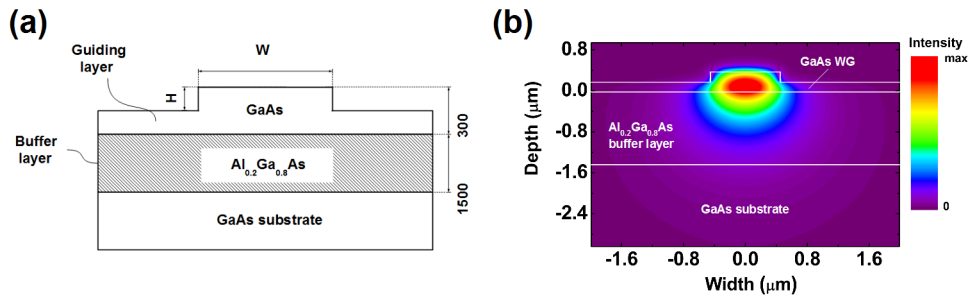 (a)
Guiding
layer
W
H
GaAs
300
Buffer
layer
Al0.2Ga0.8As
1500
GaAs substrate
(b)
Intensity
max
0
GaAs WG
Al0.2Ga0.8As
buffer layer
GaAs substrate
Depth (μm)
0.8
0.0
-0.8
-1.6
-2.4
-1.6 -0.8 0.0 0.8 1.6
Width (μm)